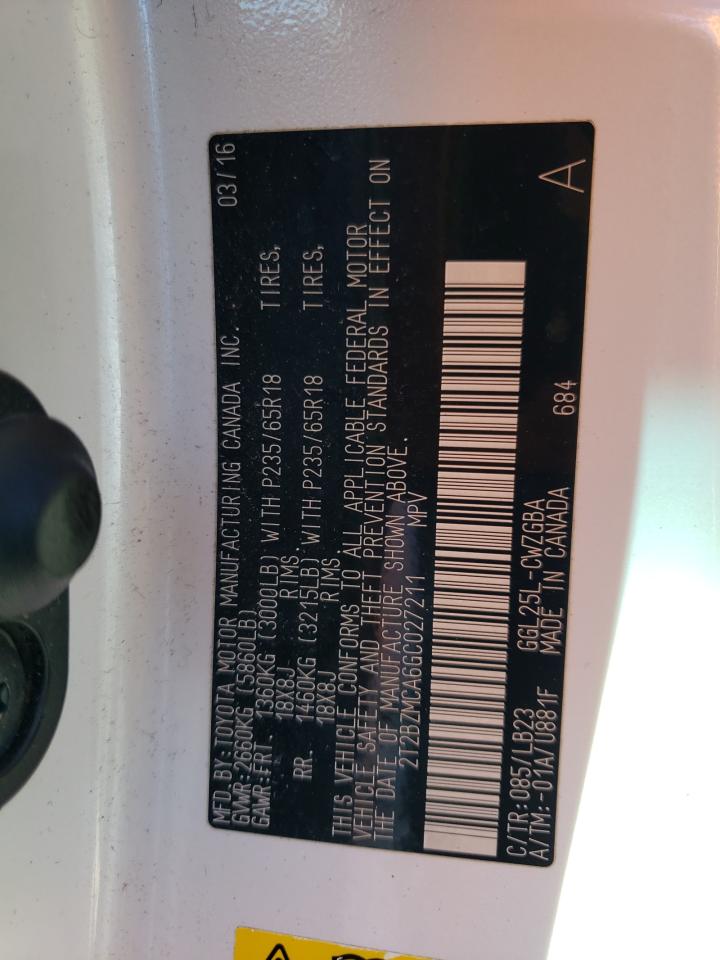 MFD BY:TOYOTA MOTOR MANUFACTURING CANADA INC. 03/16
GVWR:2660KG (5860LB)
GAWR:FRT. 1360KG (3000LB) WITH P235/65R18 TIRES,
18X8J RIMS
RR. 1460KG (3215LB) WITH P235/65R18 TIRES,
18X8J RIMS
THIS VEHICLE CONFORMS TO ALL APPLICABLE FEDERAL MOTOR
VEHICLE SAFETY AND THEFT PREVENTION STANDARDS IN EFFECT ON
THE DATE OF MANUFACTURE SHOWN ABOVE.
2T2BZMCA6GC027211 MPV
C/TR:085/LB23 GGL25L-CWZGBA
A/TM:-01A/U881F MADE IN CANADA 684 A